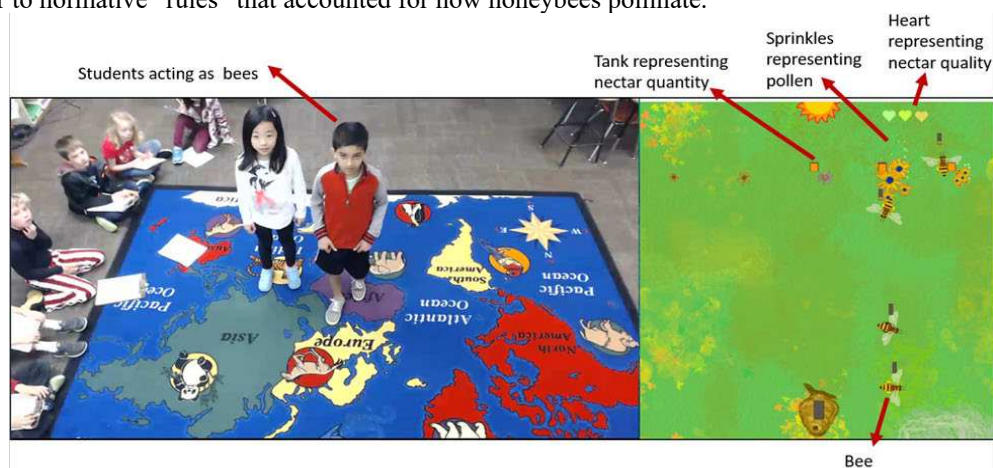 r to normative "rules" that accounted for how honeybees pollinate.
Students acting as bees
Tank representing
nectar quantity
Sprinkles
representing
pollen
Heart
representing
nectar quality
Pacific
Ocean
Asia
Europe
Atlantic
Ocean
South
America
Pacific
Ocean
North
America
S
W
N
E
Bee